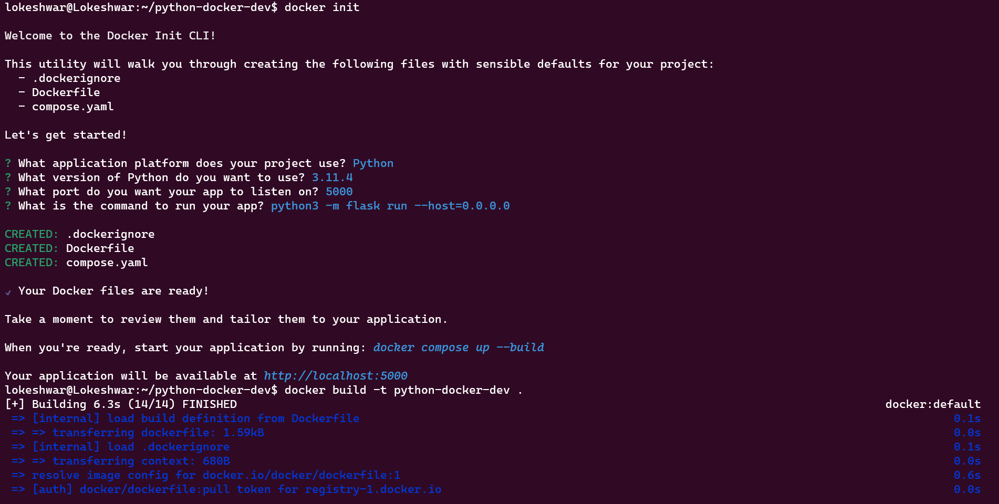 lokeshwar@Lokeshwar:~/python-docker-dev$ docker init
Welcome to the Docker Init CLI!
This utility will walk you through creating the following files with sensible defaults for your project:
  - .dockerignore
  - Dockerfile
  - compose.yaml
Let's get started!
? What application platform does your project use? Python
? What version of Python do you want to use? 3.11.4
? What port do you want your app to listen on? 5000
? What is the command to run your app? python3 -m flask run --host=0.0.0.0
CREATED: .dockerignore
CREATED: Dockerfile
CREATED: compose.yaml
✓ Your Docker files are ready!
Take a moment to review them and tailor them to your application.
When you're ready, start your application by running: docker compose up --build
Your application will be available at http://localhost:5000
lokeshwar@Lokeshwar:~/python-docker-dev$ docker build -t python-docker-dev .
[+] Building 6.3s (14/14) FINISHED docker:default
 => [internal] load build definition from Dockerfile 0.1s
 => => transferring dockerfile: 1.59kB 0.0s
 => [internal] load .dockerignore 0.1s
 => => transferring context: 680B 0.0s
 => resolve image config for docker.io/docker/dockerfile:1 0.6s
 => [auth] docker/dockerfile:pull token for registry-1.docker.io 0.0s